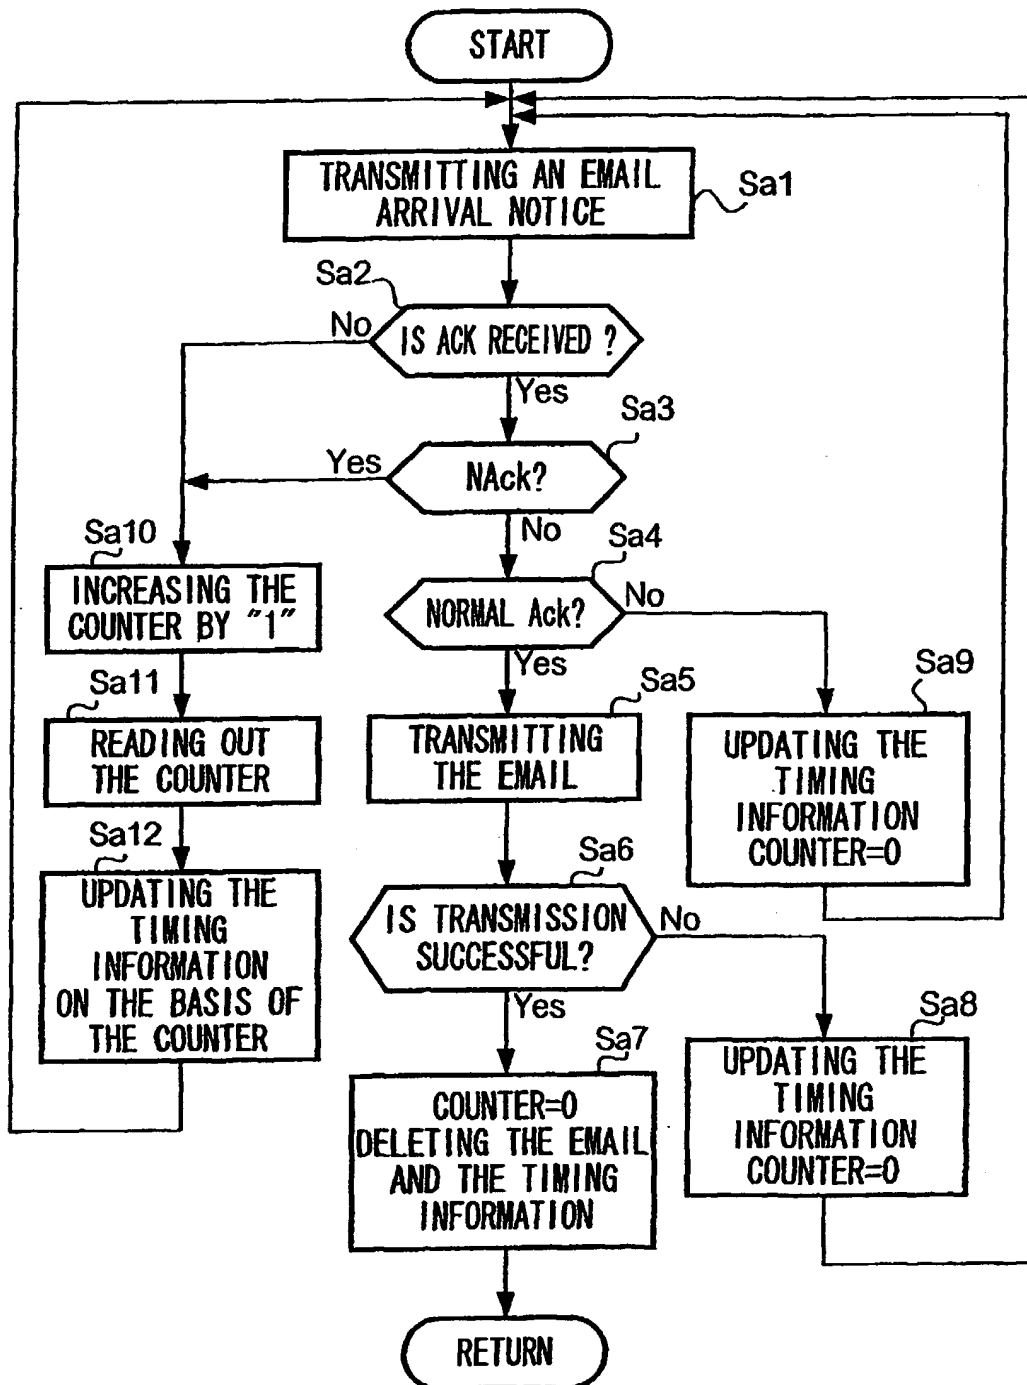 START
TRANSMITTING AN EMAIL
ARRIVAL NOTICE
Sa1
Sa2
IS ACK RECEIVED ?
No
Yes
Sa3
NAck?
Yes
No
Sa4
NORMAL Ack?
No
Yes
Sa10
INCREASING THE
COUNTER BY "1"
Sa11
READING OUT
THE COUNTER
Sa12
UPDATING THE
TIMING
INFORMATION
ON THE BASIS OF
THE COUNTER
Sa5
TRANSMITTING
THE EMAIL
Sa9
UPDATING THE
TIMING
INFORMATION
COUNTER=0
Sa6
IS TRANSMISSION
SUCCESSFUL?
No
Yes
Sa8
UPDATING THE
TIMING
INFORMATION
COUNTER=0
Sa7
COUNTER=0
DELETING THE EMAIL
AND THE TIMING
INFORMATION
RETURN